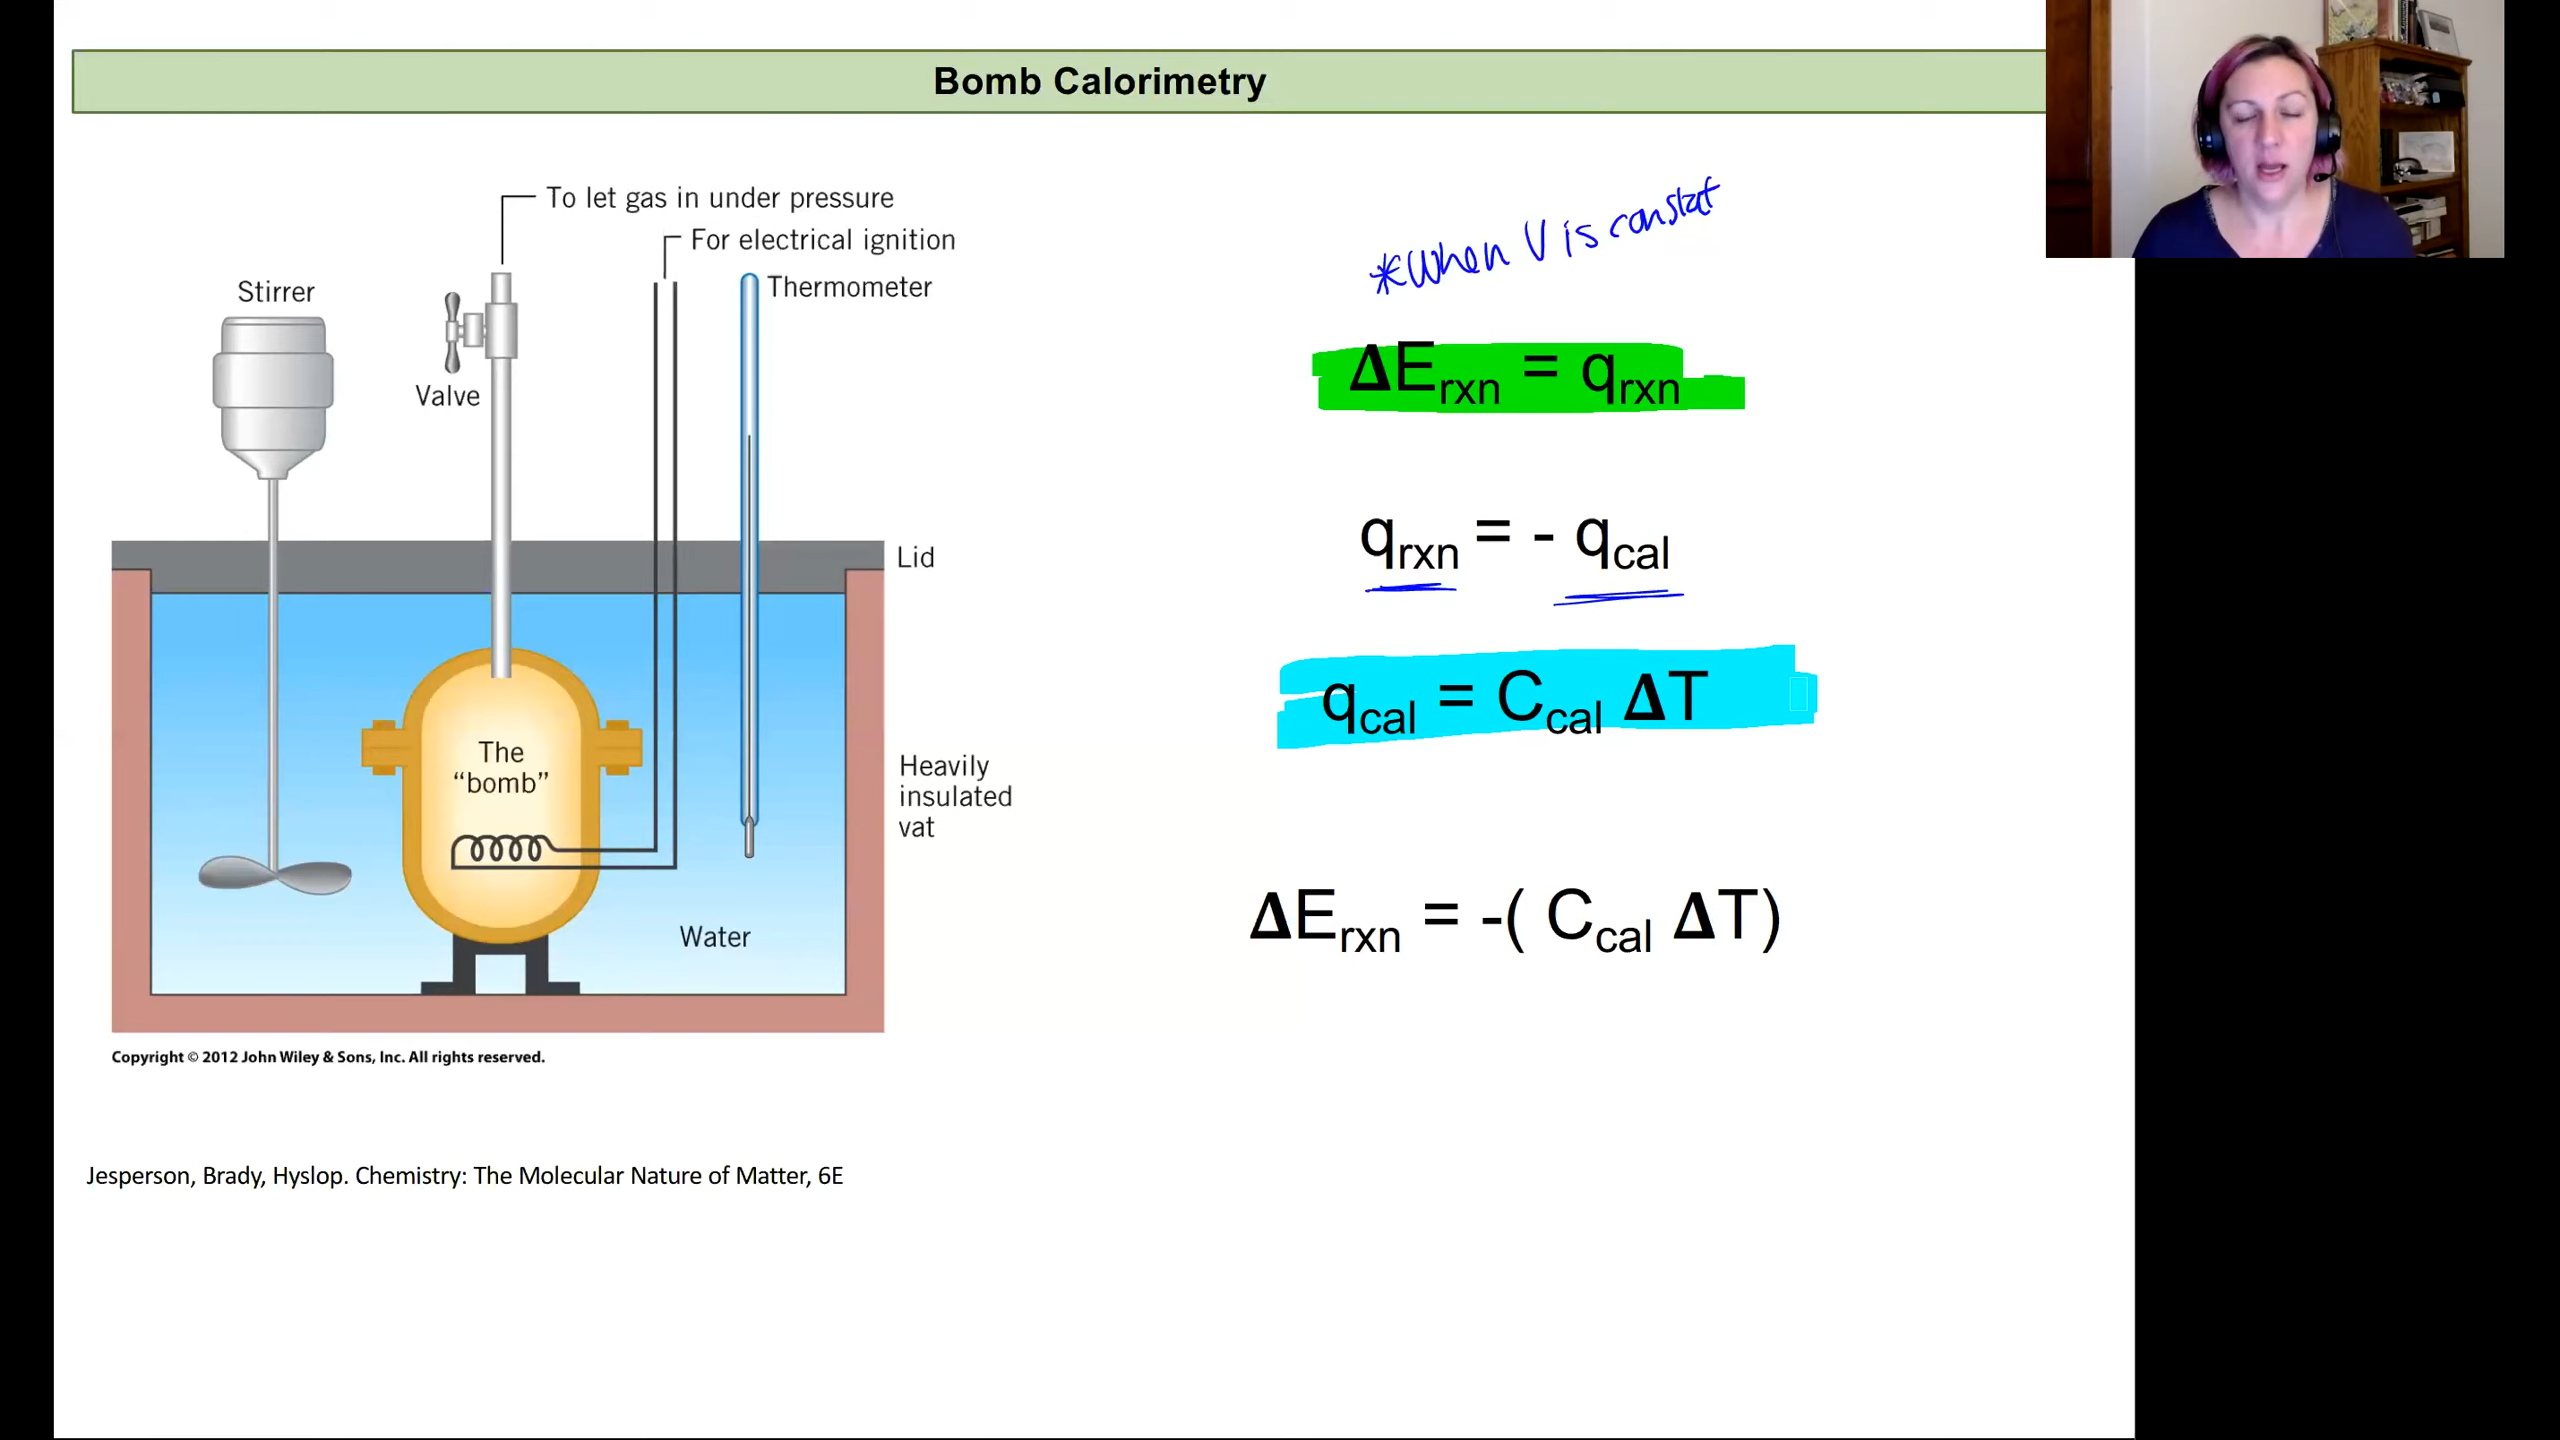 Bomb Calorimetry
To let gas in under pressure
For electrical ignition
Thermometer
Stirrer
Valve
Lid
The
“bomb”
Heavily
insulated
vat
Water
Copyright © 2012 John Wiley & Sons, Inc. All rights reserved.
Jesperson, Brady, Hyslop. Chemistry: The Molecular Nature of Matter, 6E
*When V is constat
ΔErxn = qrxn
qrxn = - qcal
qcal = Ccal ΔT
ΔErxn = -( Ccal ΔT)